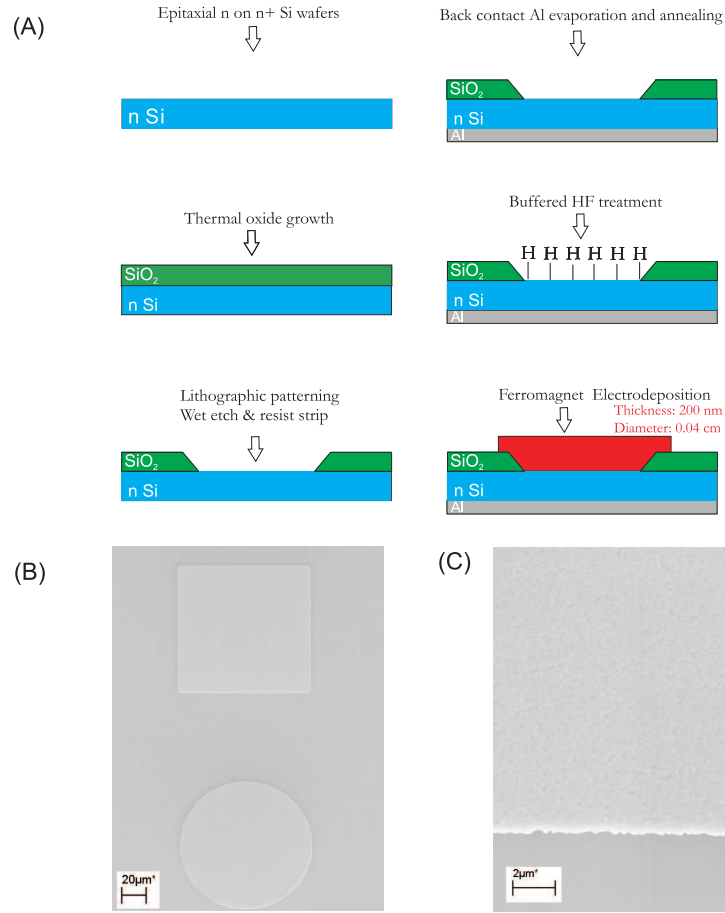 (A)
Epitaxial n on n+ Si wafers
n Si
Thermal oxide growth
SiO₂
n Si
Lithographic patterning
Wet etch & resist strip
SiO₂
n Si
Back contact Al evaporation and annealing
SiO₂
n Si
Al
Buffered HF treatment
H H H H H H
SiO₂
n Si
Al
Ferromagnet Electrodeposition
Thickness: 200 nm
Diameter: 0.04 cm
SiO₂
n Si
Al
(B)
20µm*
(C)
2µm*